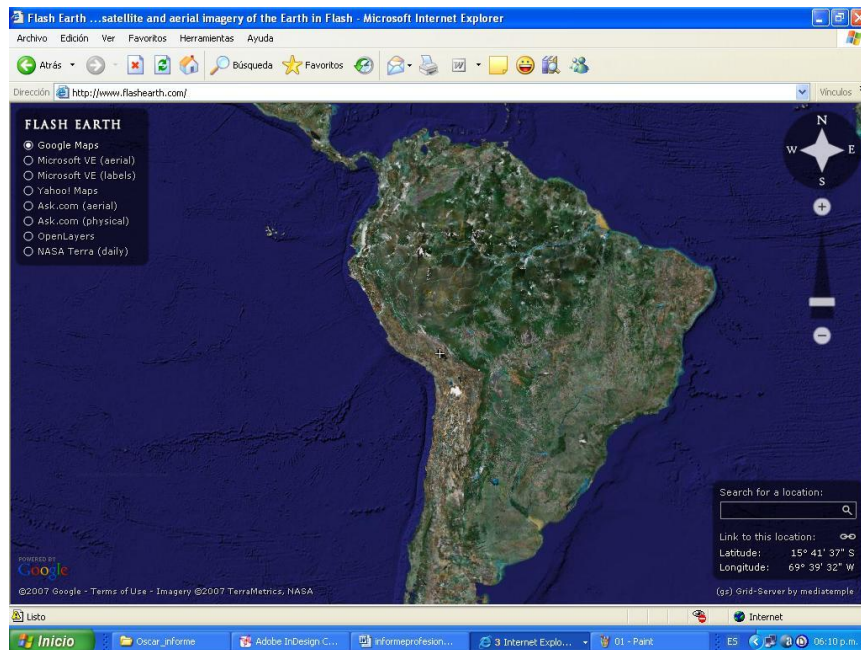 Flash Earth ...satellite and aerial imagery of the Earth in Flash - Microsoft Internet Explorer
Archivo Edición Ver Favoritos Herramientas Ayuda
Atrás Búsqueda Favoritos
Dirección http://www.flashearth.com/ Vínculos
FLASH EARTH
Google Maps
Microsoft VE (aerial)
Microsoft VE (labels)
Yahoo! Maps
Ask.com (aerial)
Ask.com (physical)
OpenLayers
NASA Terra (daily)
N
W E
S
Search for a location:
Link to this location:
Latitude: 15° 41' 37" S
Longitude: 69° 39' 32" W
POWERED BY
Google
©2007 Google - Terms of Use - Imagery ©2007 TerraMetrics, NASA
(gs) Grid-Server by mediatemple
Listo Internet
Inicio Oscar_informe Adobe InDesign C... informeprofesion... 3 Internet Explo... 01 - Paint ES 06:10 p.m.